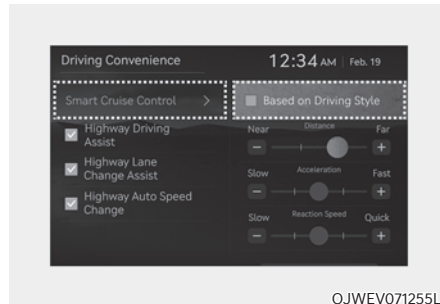 Driving Convenience
12:34 AM | Feb. 19
Smart Cruise Control >
Based on Driving Style
Highway Driving
Assist
Highway Lane
Change Assist
Highway Auto Speed
Change
Near Distance Far
Slow Acceleration Fast
Slow Reaction Speed Quick
OJWEV071255L